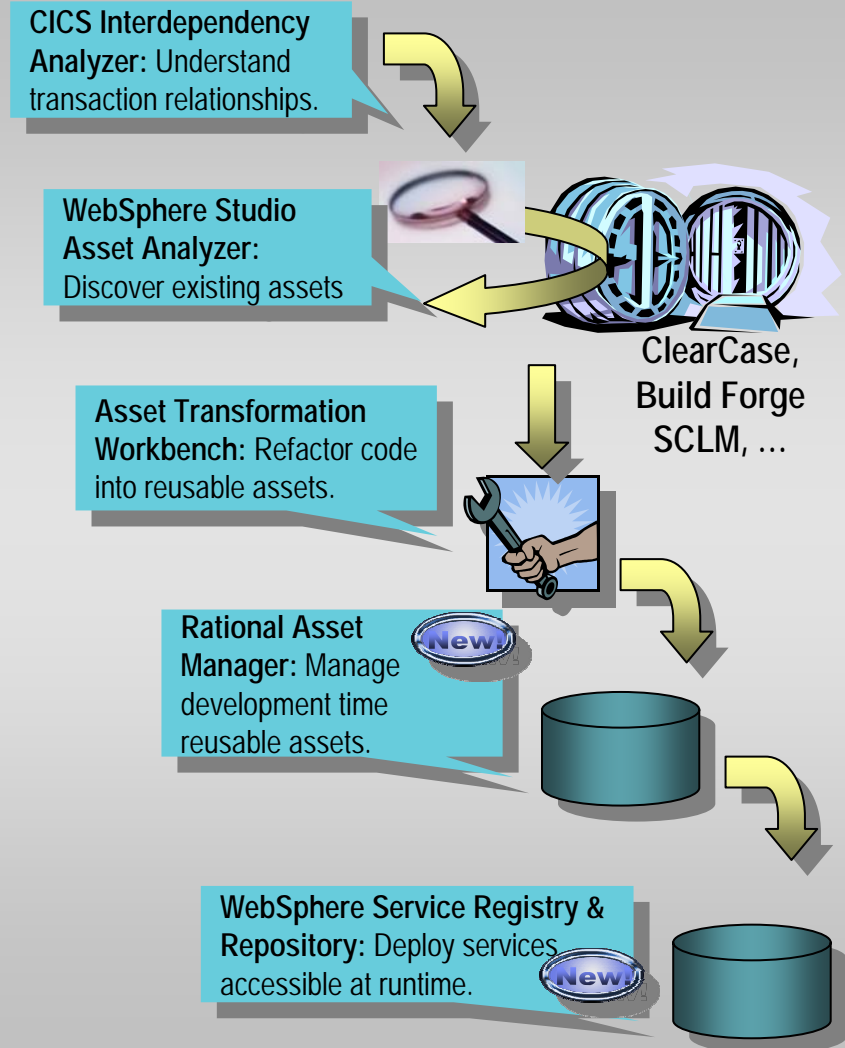 CICS Interdependency
Analyzer: Understand
transaction relationships.
WebSphere Studio
Asset Analyzer:
Discover existing assets
ClearCase,
Build Forge
SCLM, ...
Asset Transformation
Workbench: Refactor code
into reusable assets.
Rational Asset
Manager: Manage
development time
reusable assets.
New!
WebSphere Service Registry &
Repository: Deploy services
accessible at runtime.
New!